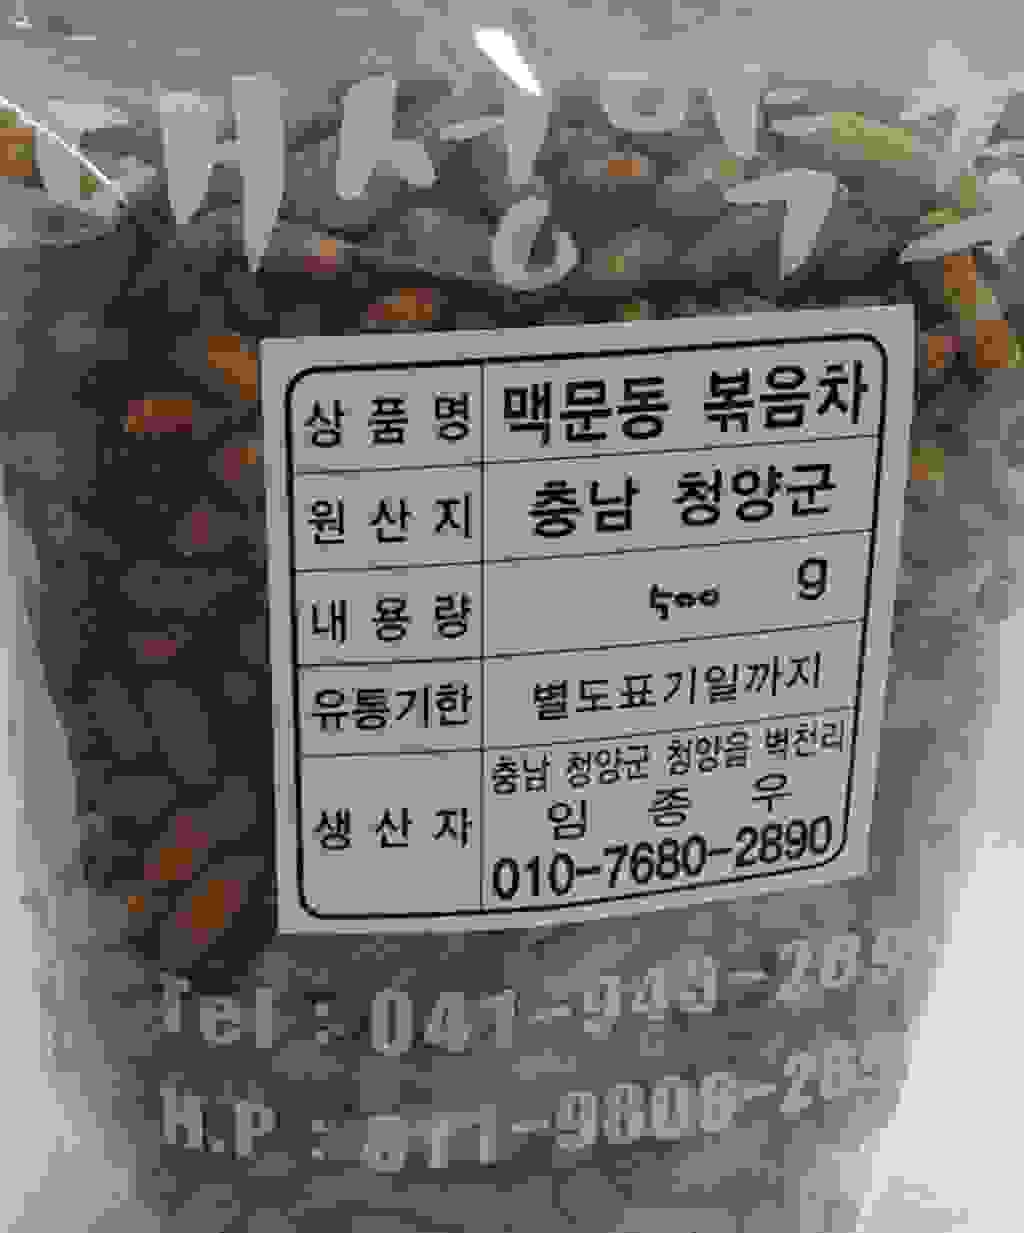 상품명 맥문동 볶음차
원산지 충남 청양군
내용량 500 g
유통기한 별도표기일까지
생산자 충남 청양군 청양읍 벽천리
임종우
010-7680-2890
Tel : 041-943-289
H.P : 011-9806-289